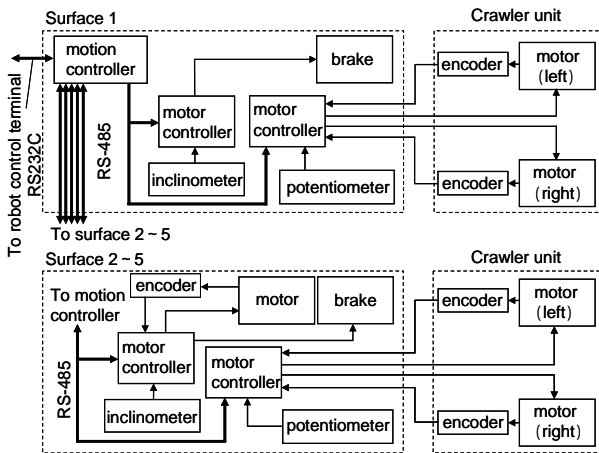 Surface 1
Crawler unit
motion
controller
brake
encoder
motor
(left)
motor
controller
motor
controller
To robot control terminal
RS232C
RS-485
inclinometer
potentiometer
encoder
motor
(right)
To surface 2 ~ 5
Surface 2 ~ 5
Crawler unit
To motion
controller
encoder
motor
brake
encoder
motor
(left)
motor
controller
motor
controller
RS-485
inclinometer
potentiometer
encoder
motor
(right)